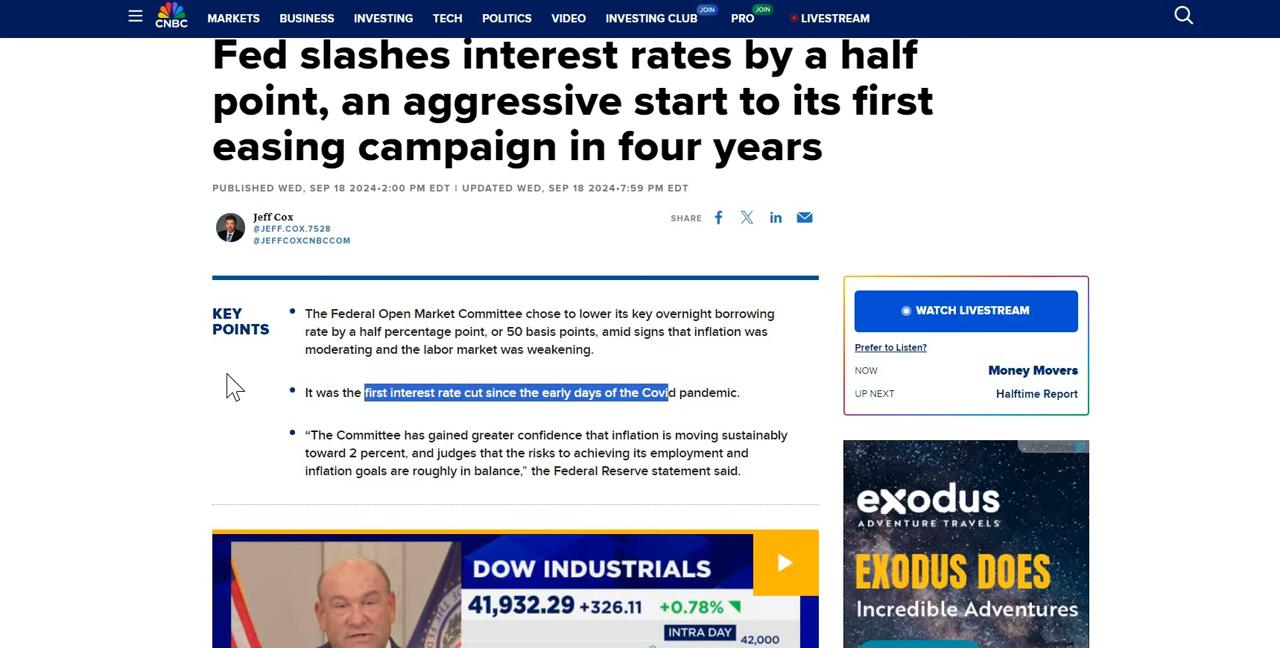 MARKETS BUSINESS INVESTING TECH POLITICS VIDEO INVESTING CLUB JOIN PRO JOIN LIVESTREAM
CNBC
Fed slashes interest rates by a half
point, an aggressive start to its first
easing campaign in four years
PUBLISHED WED, SEP 18 2024•2:00 PM EDT | UPDATED WED, SEP 18 2024•7:59 PM EDT
Jeff Cox
@JEFF.COX.7528
@JEFFCOXCNBCCOM
SHARE
KEY
POINTS
The Federal Open Market Committee chose to lower its key overnight borrowing
rate by a half percentage point, or 50 basis points, amid signs that inflation was
moderating and the labor market was weakening.
It was the first interest rate cut since the early days of the Covid pandemic.
“The Committee has gained greater confidence that inflation is moving sustainably
toward 2 percent, and judges that the risks to achieving its employment and
inflation goals are roughly in balance,” the Federal Reserve statement said.
WATCH LIVESTREAM
Prefer to Listen?
NOW Money Movers
UP NEXT Halftime Report
DOW INDUSTRIALS
41,932.29 +326.11 +0.78%
INTRA DAY
42,000
exodus
ADVENTURE TRAVELS
EXODUS DOES
Incredible Adventures